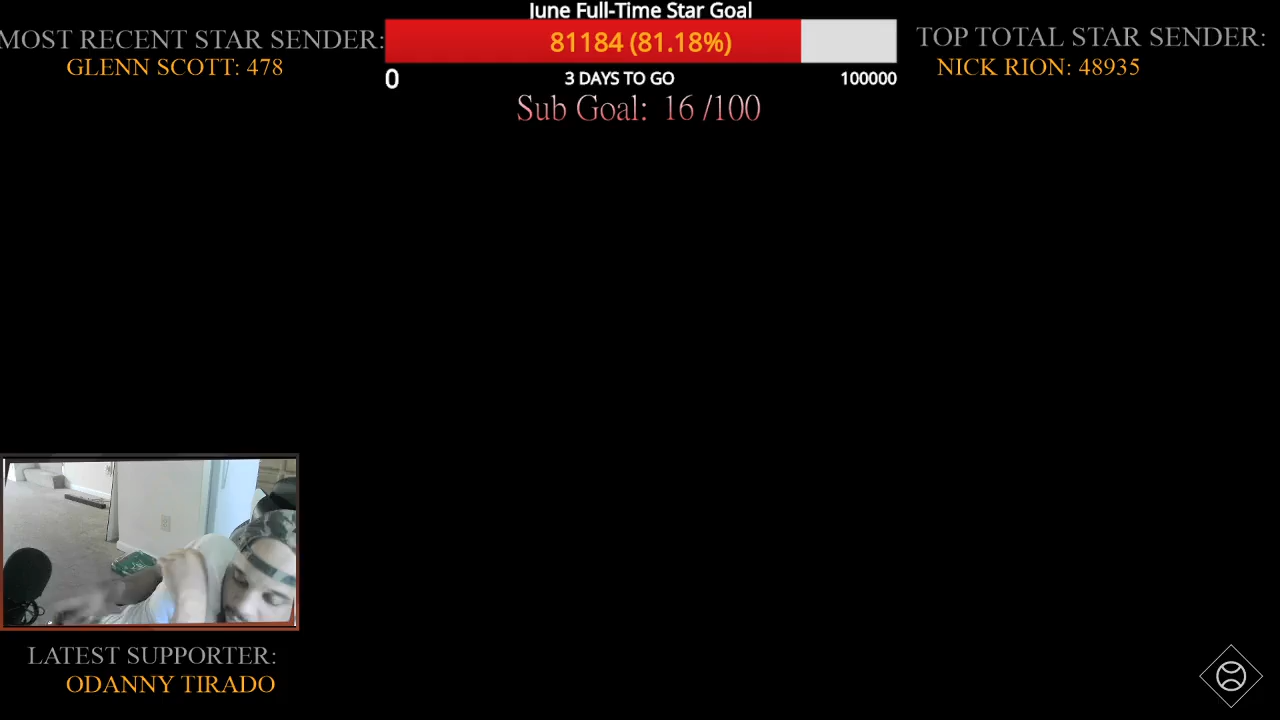 June Full-Time Star Goal
MOST RECENT STAR SENDER:
GLENN SCOTT: 478
81184 (81.18%)
0
3 DAYS TO GO
100000
TOP TOTAL STAR SENDER:
NICK RION: 48935
Sub Goal: 16 /100
LATEST SUPPORTER:
ODANNY TIRADO